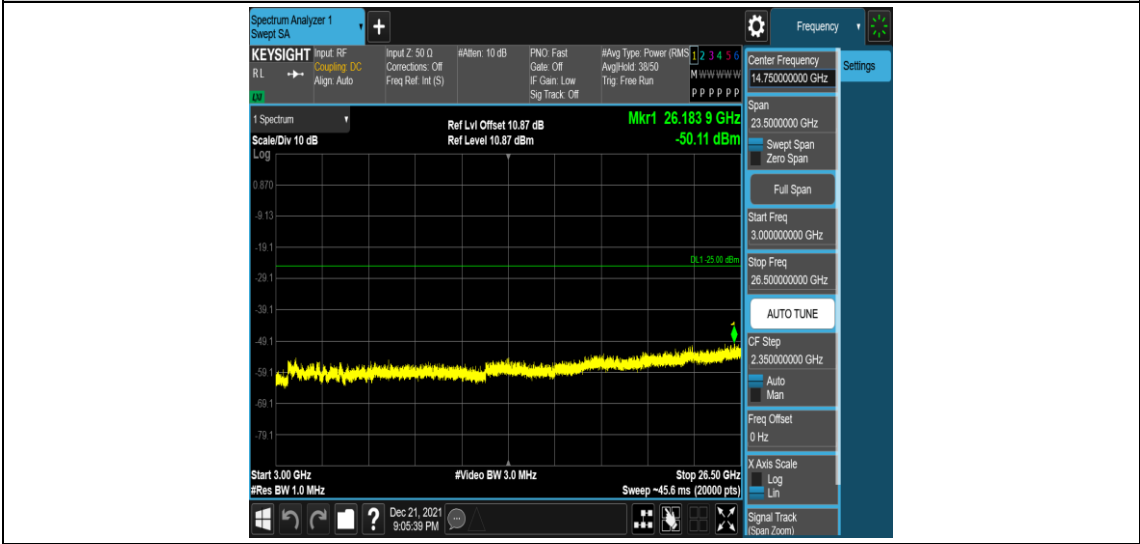 Spectrum Analyzer 1
Swept SA
+
Frequency
KEYSIGHT
RL
Input: RF
Coupling: DC
Align: Auto
Input Z: 50 Ω
Corrections: Off
Freq Ref: Int (S)
#Atten: 10 dB
PNO: Fast
Gate: Off
IF Gain: Low
Sig Track: Off
#Avg Type: Power (RMS
Avg|Hold: 38/50
Trig: Free Run
1 2 3 4 5 6
M W W W W W
P P P P P P
1 Spectrum
Scale/Div 10 dB
Log
Ref Lvl Offset 10.87 dB
Ref Level 10.87 dBm
Mkr1 26.183 9 GHz
-50.11 dBm
0.870
-9.13
-19.1
DL1 -25.00 dBm
-29.1
-39.1
1
-49.1
-59.1
-69.1
-79.1
Start 3.00 GHz
#Video BW 3.0 MHz
Stop 26.50 GHz
#Res BW 1.0 MHz
Sweep ~45.6 ms (20000 pts)
?
Dec 21, 2021
9:05:39 PM
Center Frequency
14.750000000 GHz
Settings
Span
23.5000000 GHz
Swept Span
Zero Span
Full Span
Start Freq
3.000000000 GHz
Stop Freq
26.500000000 GHz
AUTO TUNE
CF Step
2.350000000 GHz
Auto
Man
Freq Offset
0 Hz
X Axis Scale
Log
Lin
Signal Track
(Span Zoom)